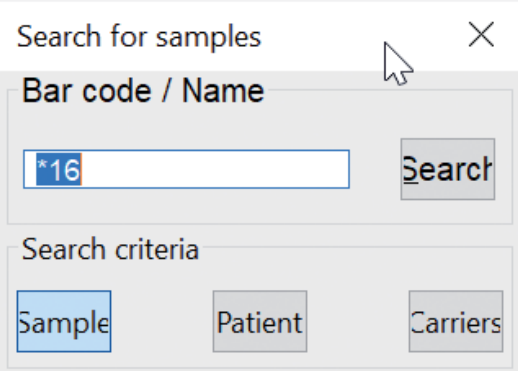 Search for samples
Bar code / Name
*16
Search
Search criteria
Sample Patient Carriers